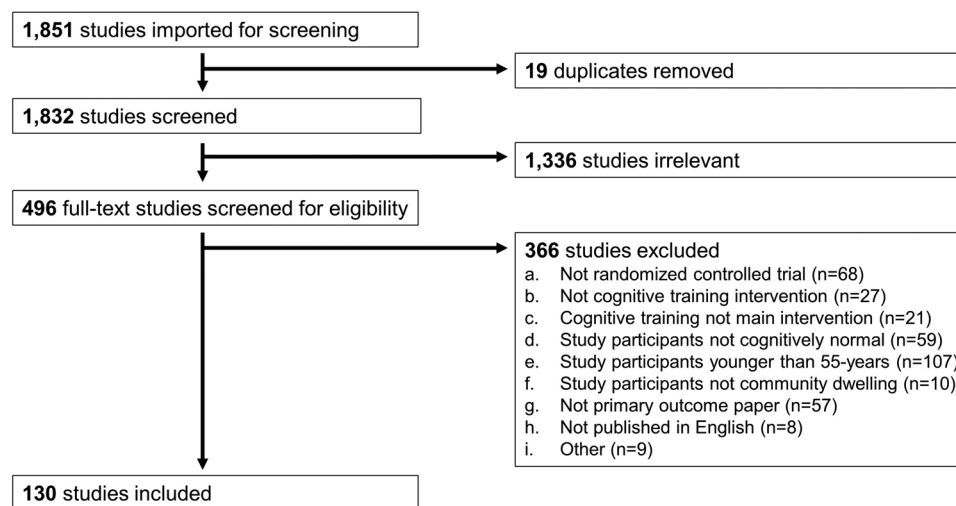 1,851 studies imported for screening
19 duplicates removed
1,832 studies screened
1,336 studies irrelevant
496 full-text studies screened for eligibility
366 studies excluded
a. Not randomized controlled trial (n=68)
b. Not cognitive training intervention (n=27)
c. Cognitive training not main intervention (n=21)
d. Study participants not cognitively normal (n=59)
e. Study participants younger than 55-years (n=107)
f. Study participants not community dwelling (n=10)
g. Not primary outcome paper (n=57)
h. Not published in English (n=8)
i. Other (n=9)
130 studies included